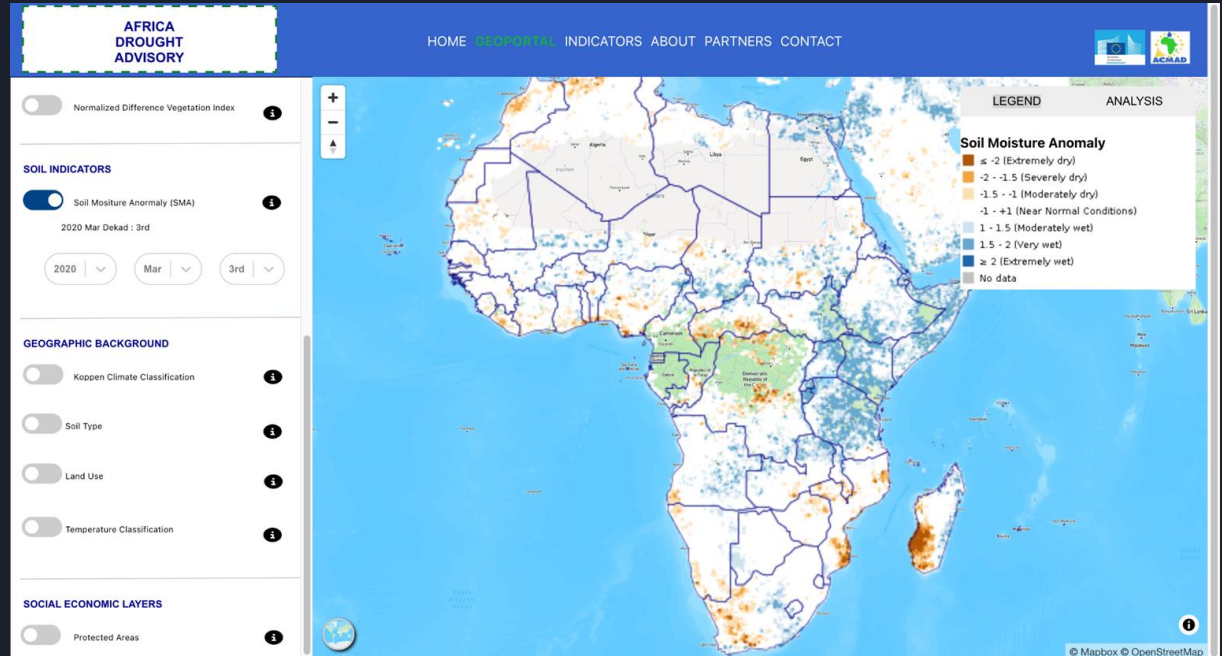 AFRICA
DROUGHT
ADVISORY
HOME GEOPORTAL INDICATORS ABOUT PARTNERS CONTACT
ACMAD
Normalized Difference Vegetation Index
SOIL INDICATORS
Soil Mositure Anormaly (SMA)
2020 Mar Dekad : 3rd
2020 Mar 3rd
GEOGRAPHIC BACKGROUND
Koppen Climate Classification
Soil Type
Land Use
Temperature Classification
SOCIAL ECONOMIC LAYERS
Protected Areas
LEGEND ANALYSIS
Soil Moisture Anomaly
≤ -2 (Extremely dry)
-2 - -1.5 (Severely dry)
-1.5 - -1 (Moderately dry)
-1 - +1 (Near Normal Conditions)
1 - 1.5 (Moderately wet)
1.5 - 2 (Very wet)
≥ 2 (Extremely wet)
No data
Algeria
Libya
Egypt
Niger
Cameroon
Gabon
Democratic
Republic of
Sri Lanka
© Mapbox © OpenStreetMap